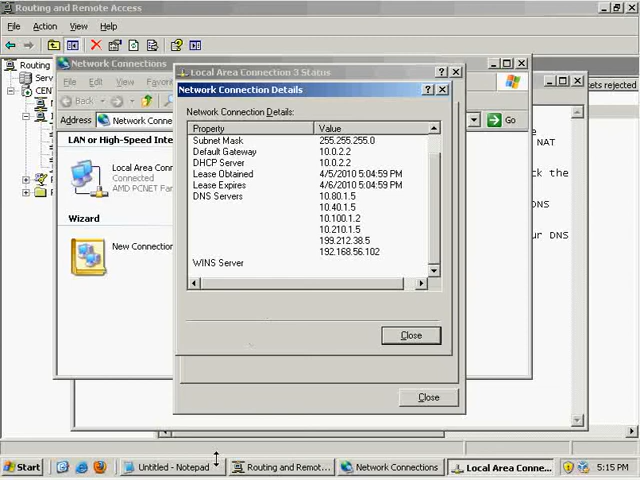 Routing and Remote Access
File Action View Help
Routing
Serv
CEN
Network Connections
File Edit View Favorit
Back
Address Network Conne
Go
LAN or High-Speed Inter
Local Area Con
Connected
AMD PCNET Fam
Wizard
New Connection
Local Area Connection 3 Status
Network Connection Details
Network Connection Details:
Property Value
Subnet Mask 255.255.255.0
Default Gateway 10.0.2.2
DHCP Server 10.0.2.2
Lease Obtained 4/5/2010 5:04:59 PM
Lease Expires 4/6/2010 5:04:59 PM
DNS Servers 10.80.1.5
10.40.1.5
10.100.1.2
10.210.1.5
199.212.38.5
192.168.56.102
WINS Server
Close
Close
ets rejected
NAT
ck the
DNS
ur DNS
Start
Untitled - Notepad
Routing and Remot...
Network Connections
Local Area Conne...
5:15 PM